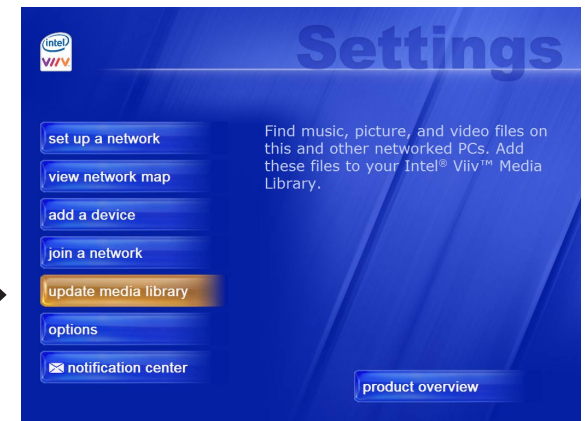 intel
VIIV
Settings
set up a network
view network map
add a device
join a network
update media library
options
notification center
Find music, picture, and video files on
this and other networked PCs. Add
these files to your Intel® Viiv™ Media
Library.
product overview